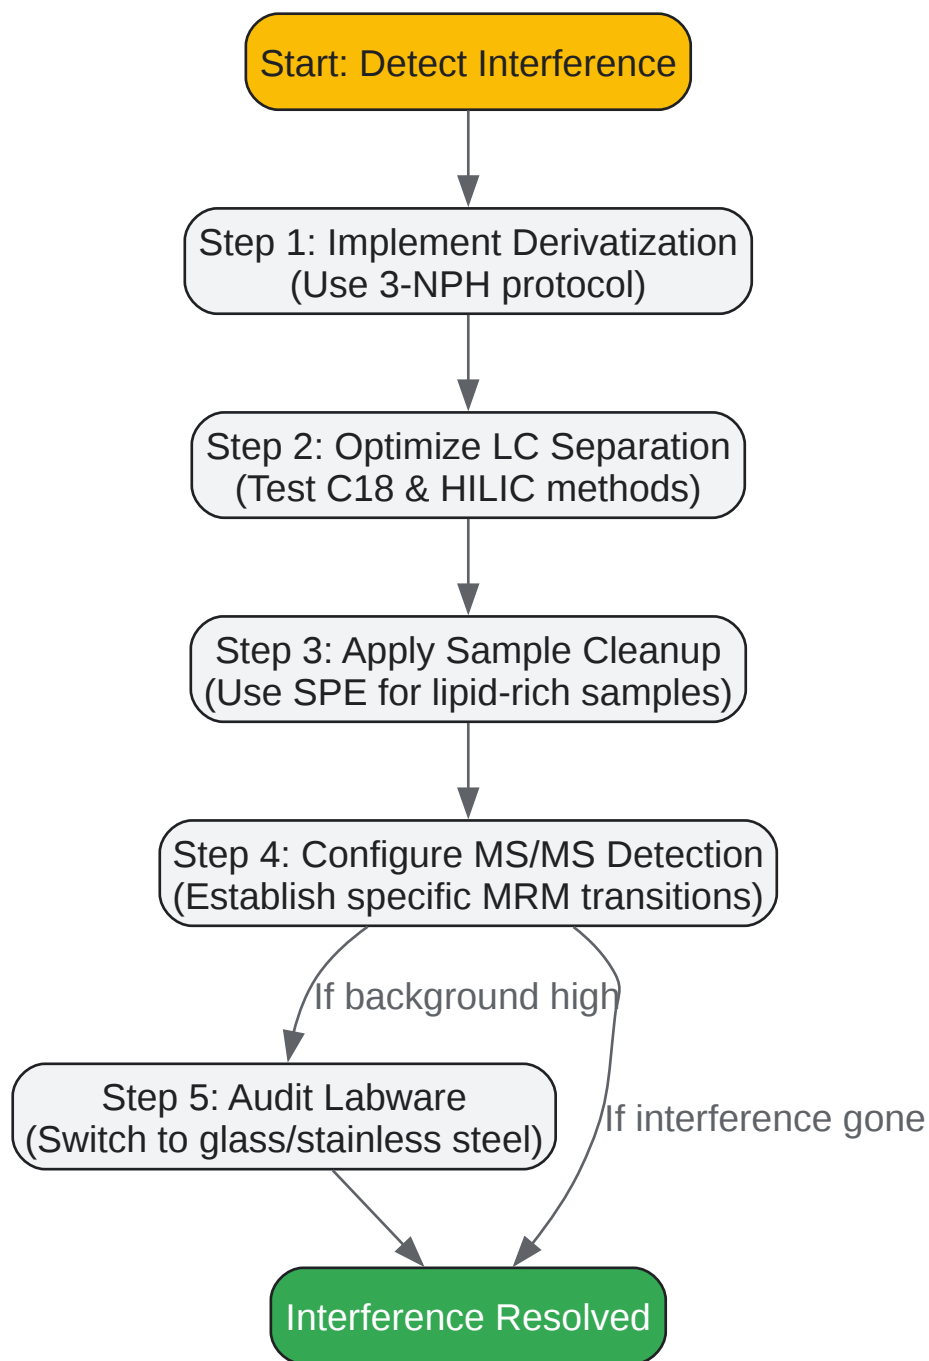 Start: Detect Interference
Step 1: Implement Derivatization
(Use 3-NPH protocol)
Step 2: Optimize LC Separation
(Test C18 & HILIC methods)
Step 3: Apply Sample Cleanup
(Use SPE for lipid-rich samples)
Step 4: Configure MS/MS Detection
(Establish specific MRM transitions)
If background high
Step 5: Audit Labware
(Switch to glass/stainless steel)
If interference gone
Interference Resolved